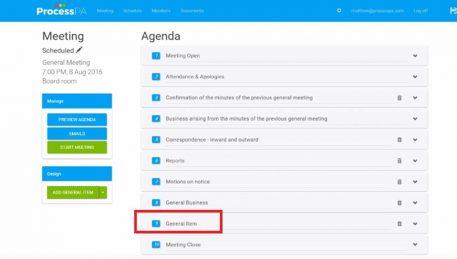 ProcessPA
Meeting
Schedule
Members
Documents
Log off
Meeting
Scheduled
General Meeting
7:00 PM, 8 Aug 2016
Board room
Manage
PREVIEW AGENDA
EMAILS
START MEETING
Design
ADD GENERAL ITEM
Agenda
1 Meeting Open
2 Attendance & Apologies
3 Confirmation of the minutes of the previous general meeting
4 Business arising from the minutes of the previous general meeting
5 Correspondence - inward and outward
6 Reports
7 Motions on notice
8 General Business
9 General Item
10 Meeting Close